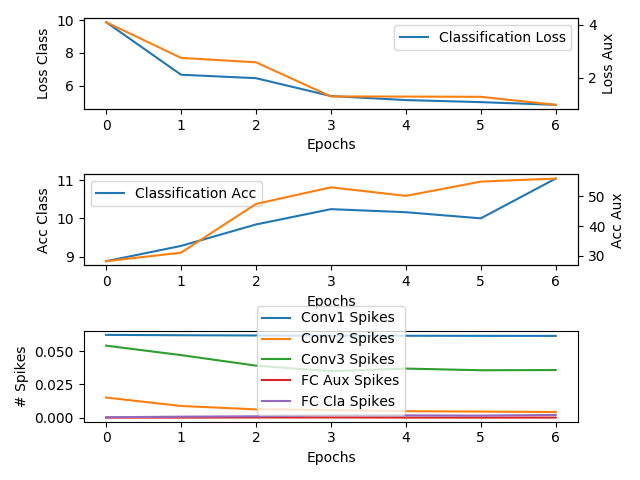 10
8
6
Loss Class
Classification Loss
4
2
Loss Aux
0 1 2 3 4 5 6
Epochs
11
10
9
Acc Class
Classification Acc
50
40
30
Acc Aux
0 1 2 3 4 5 6
Epochs
0.050
0.025
0.000
# Spikes
Conv1 Spikes
Conv2 Spikes
Conv3 Spikes
FC Aux Spikes
FC Cla Spikes
0 1 2 3 4 5 6
Epochs